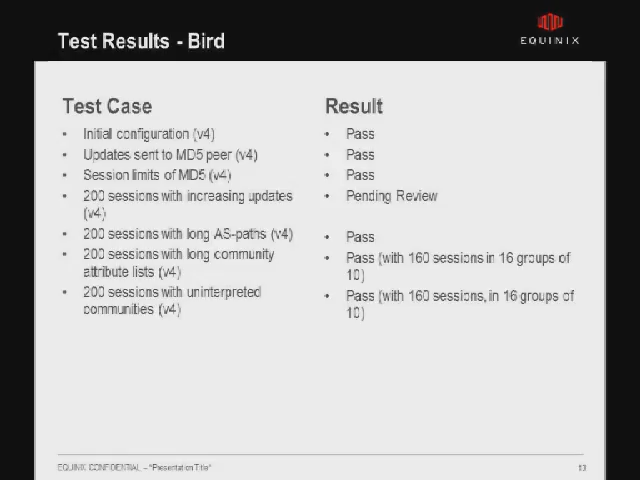 Test Results - Bird
EQUINIX
Test Case
Result
• Initial configuration (v4)
• Updates sent to MD5 peer (v4)
• Session limits of MD5 (v4)
• 200 sessions with increasing updates
(v4)
• 200 sessions with long AS-paths (v4)
• 200 sessions with long community
attribute lists (v4)
• 200 sessions with uninterpreted
communities (v4)
• Pass
• Pass
• Pass
• Pending Review
• Pass
• Pass (with 160 sessions in 16 groups of
10)
• Pass (with 160 sessions, in 16 groups of
10)
EQUINIX CONFIDENTIAL – "Presentation Title"
13